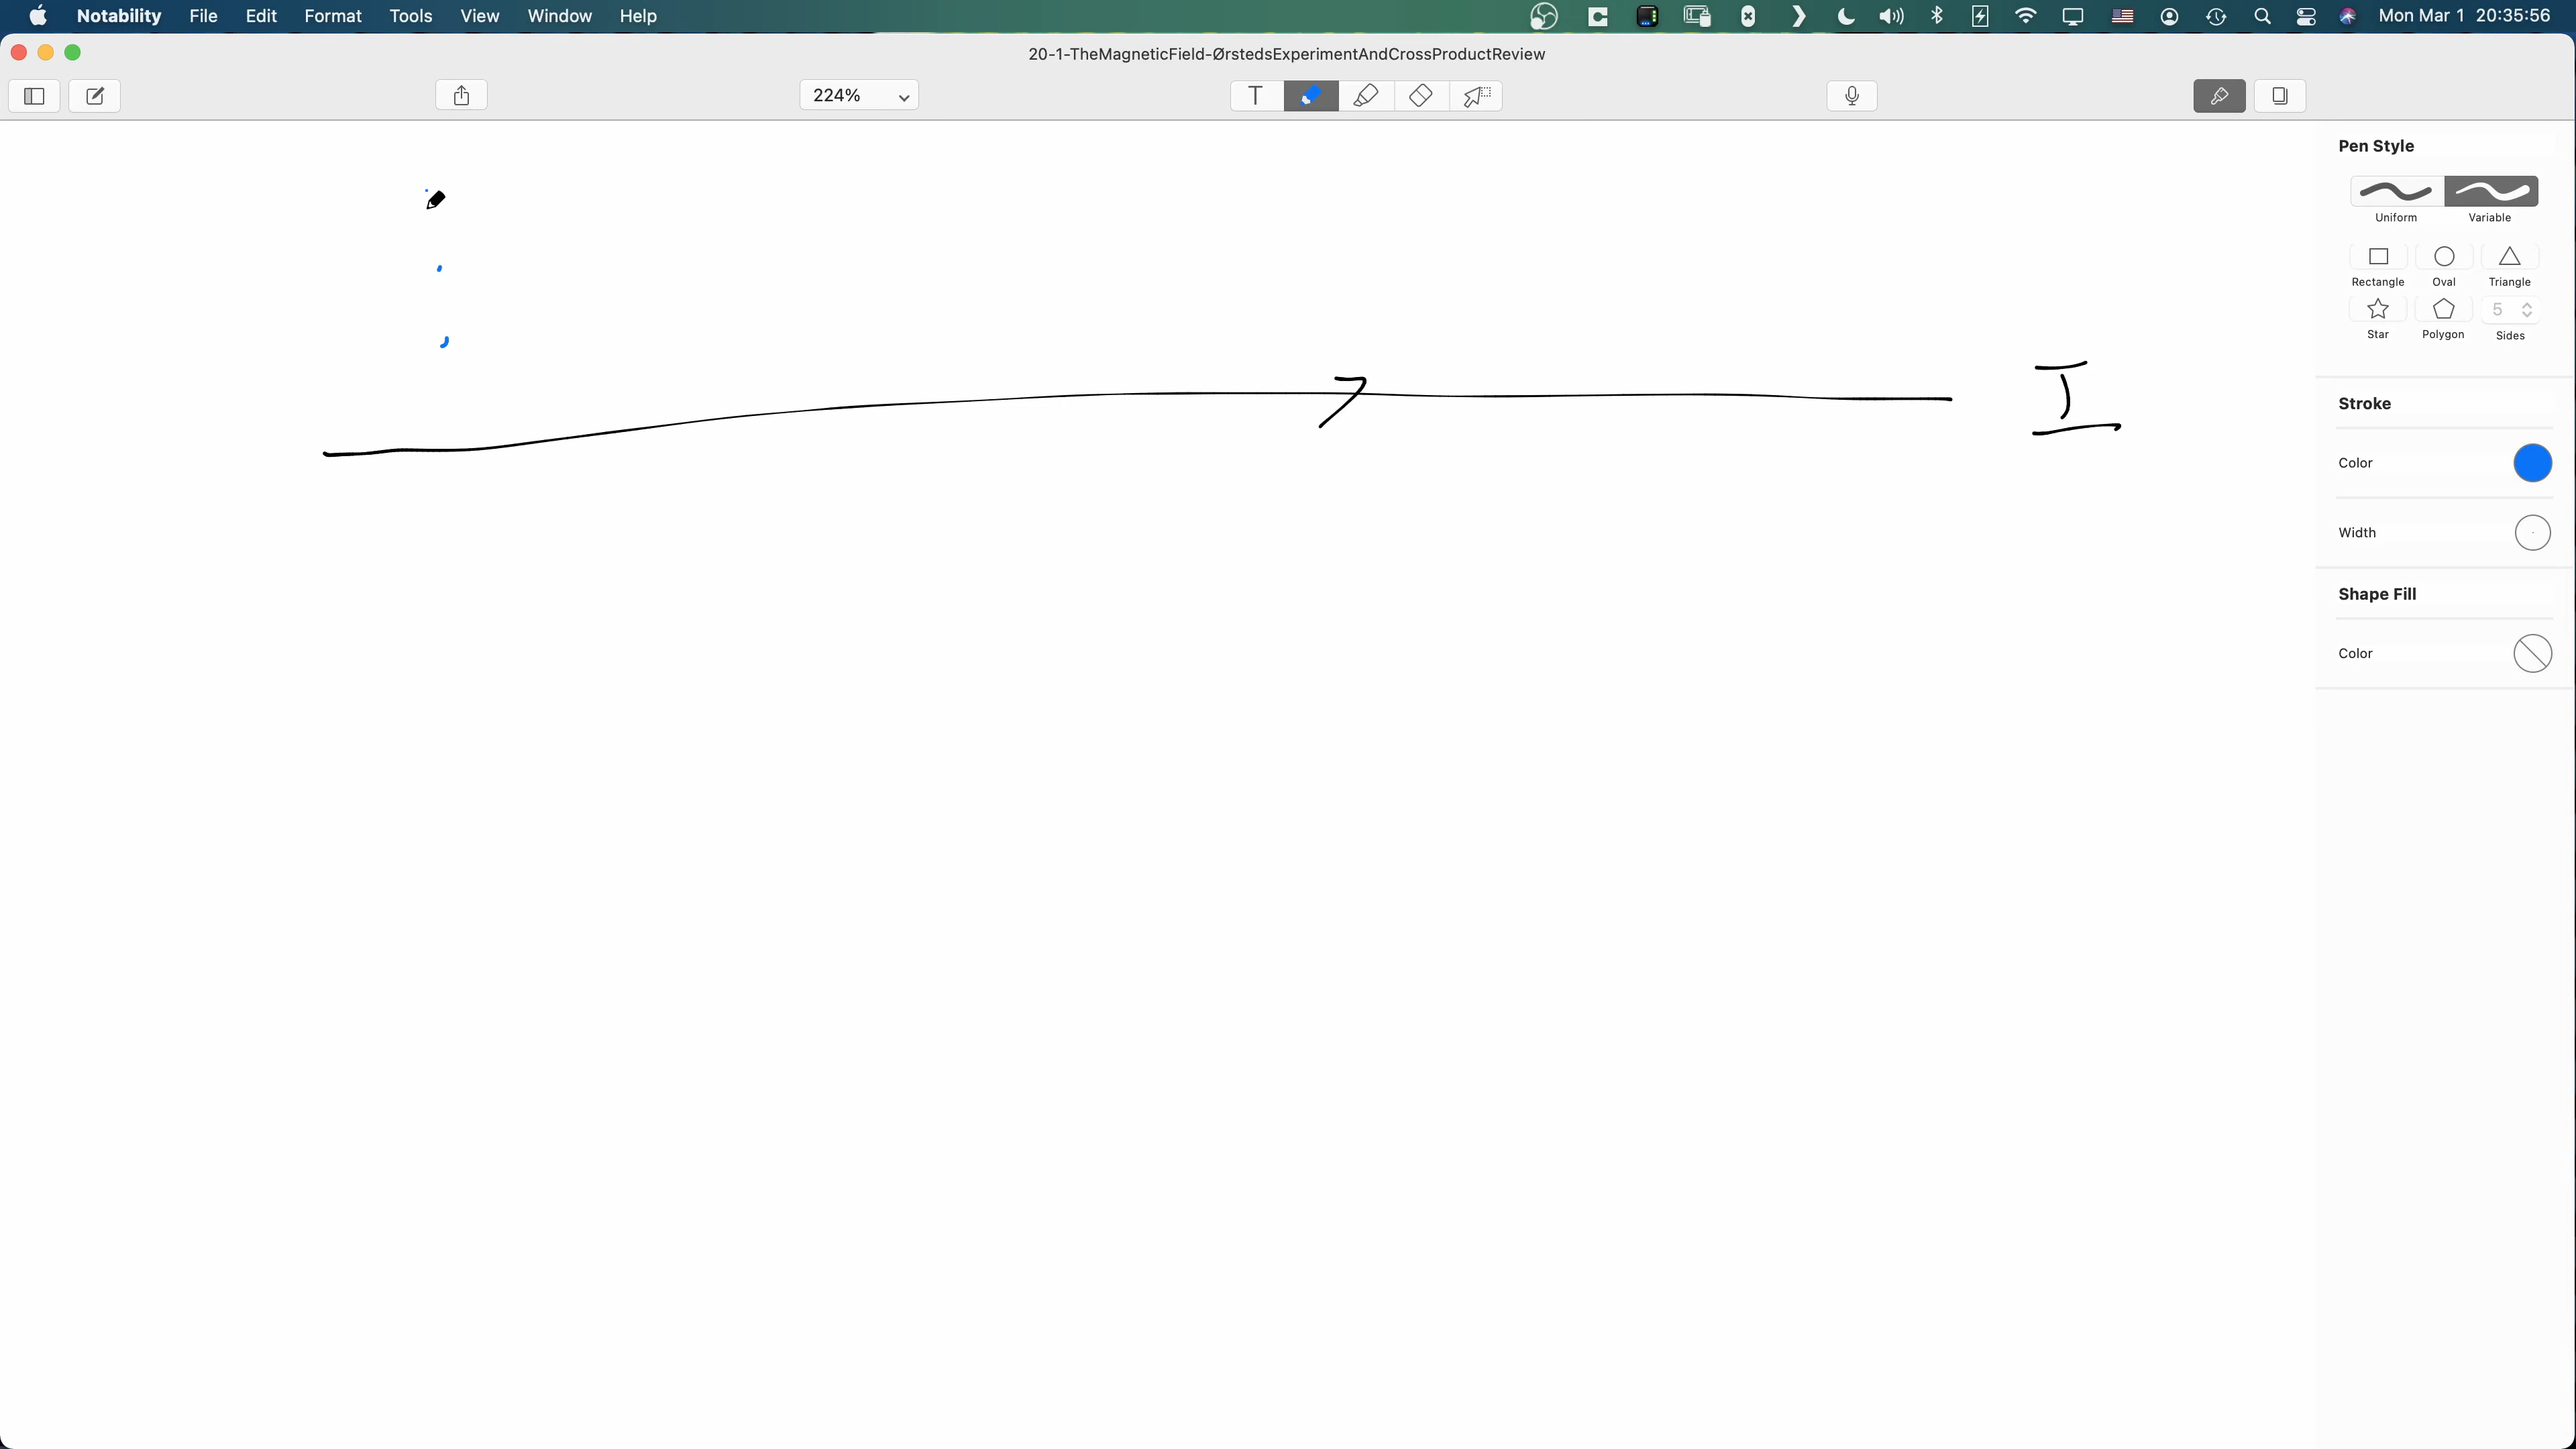 Notability File Edit Format Tools View Window Help Mon Mar 1 20:35:56
20-1-TheMagneticField-ØrstedsExperimentAndCrossProductReview
224% T
Pen Style
Uniform Variable
Rectangle Oval Triangle
5
Star Polygon Sides
I
Stroke
Color
Width
Shape Fill
Color